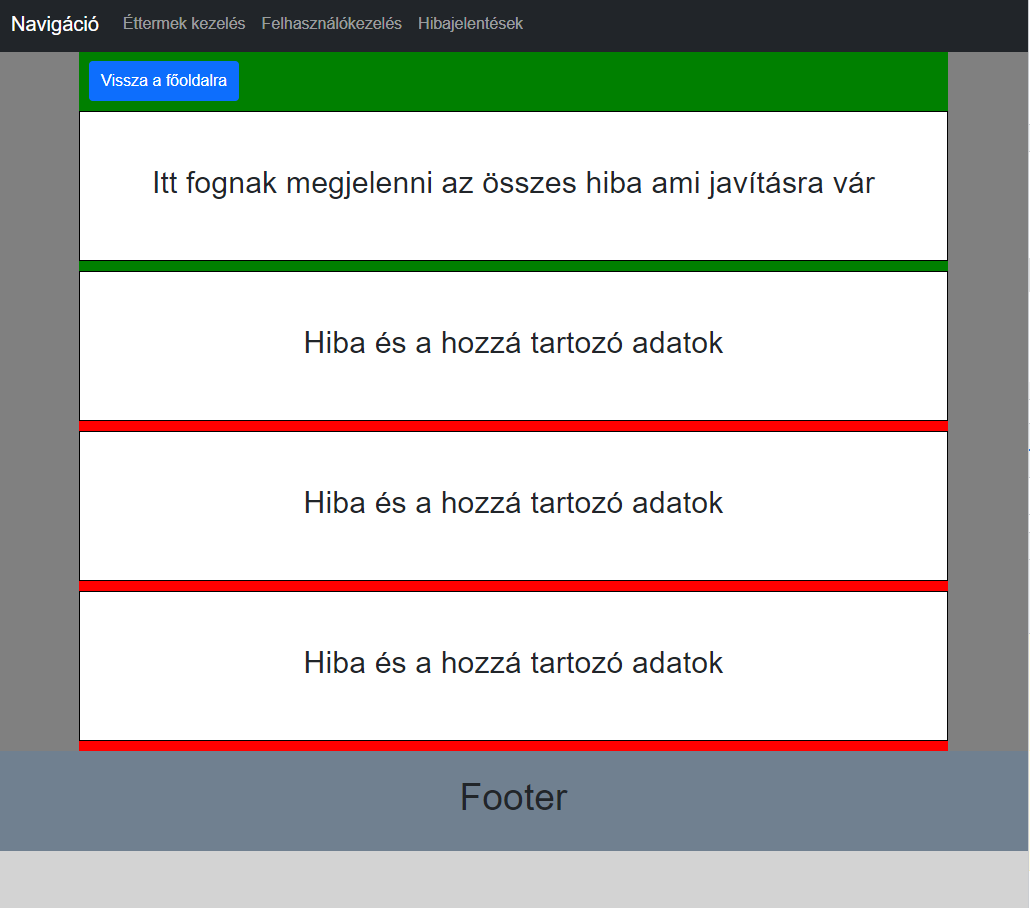 Navigáció Éttermek kezelés Felhasználókezelés Hibajelentések
Vissza a főoldalra
Itt fognak megjelenni az összes hiba ami javításra vár
Hiba és a hozzá tartozó adatok
Hiba és a hozzá tartozó adatok
Hiba és a hozzá tartozó adatok
Footer